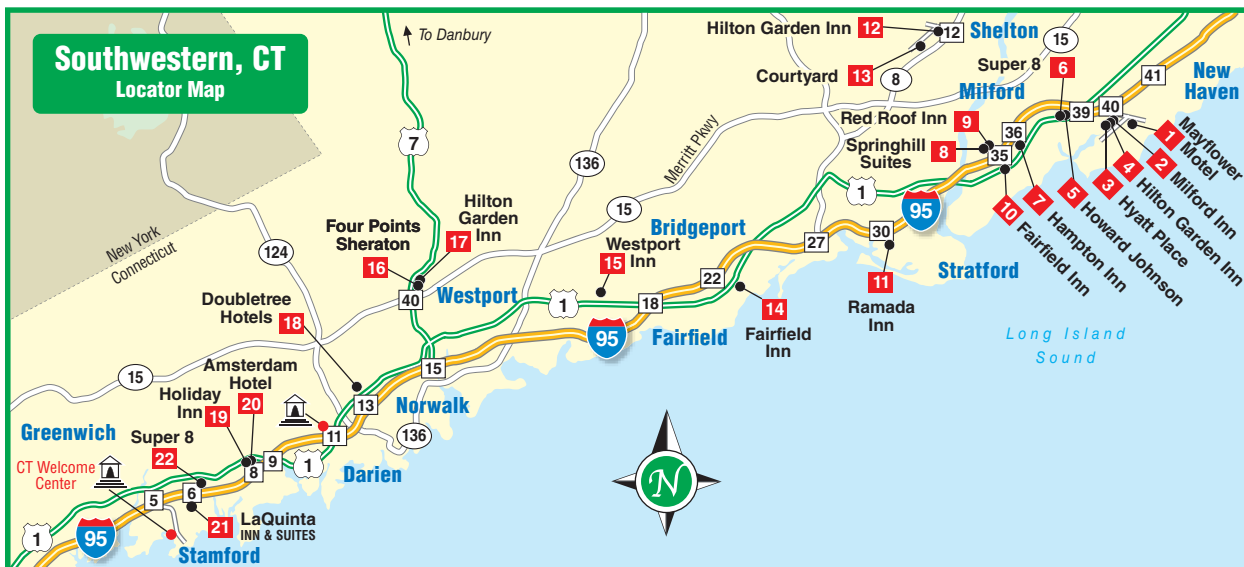 Southwestern, CT
Locator Map
To Danbury
Hilton Garden Inn 12
12
Shelton
15
Courtyard 13
8
Super 8
6
Milford
41
New
Haven
7
Red Roof Inn
9
36
39
40
Springhill
Suites
8
35
1
Mayflower
Motel
2
Milford Inn
4
Hilton Garden Inn
3
Hyatt Place
5
Howard Johnson
7
Hampton Inn
10
Fairfield Inn
136
Merritt Pkwy
1
95
15
New York
Connecticut
124
Four Points
Sheraton
16
Hilton
Garden
Inn
17
40
Westport
Bridgeport
Westport
Inn
15
27
30
Stratford
11
Ramada
Inn
22
18
1
14
Fairfield
Inn
Fairfield
95
Long Island
Sound
Doubletree
Hotels
18
15
15
13
Norwalk
136
Amsterdam
Hotel
20
Holiday
Inn
19
11
Greenwich
Super 8
22
8
9
1
Darien
CT Welcome
Center
5
6
21
LaQuinta
INN & SUITES
1
95
Stamford
N